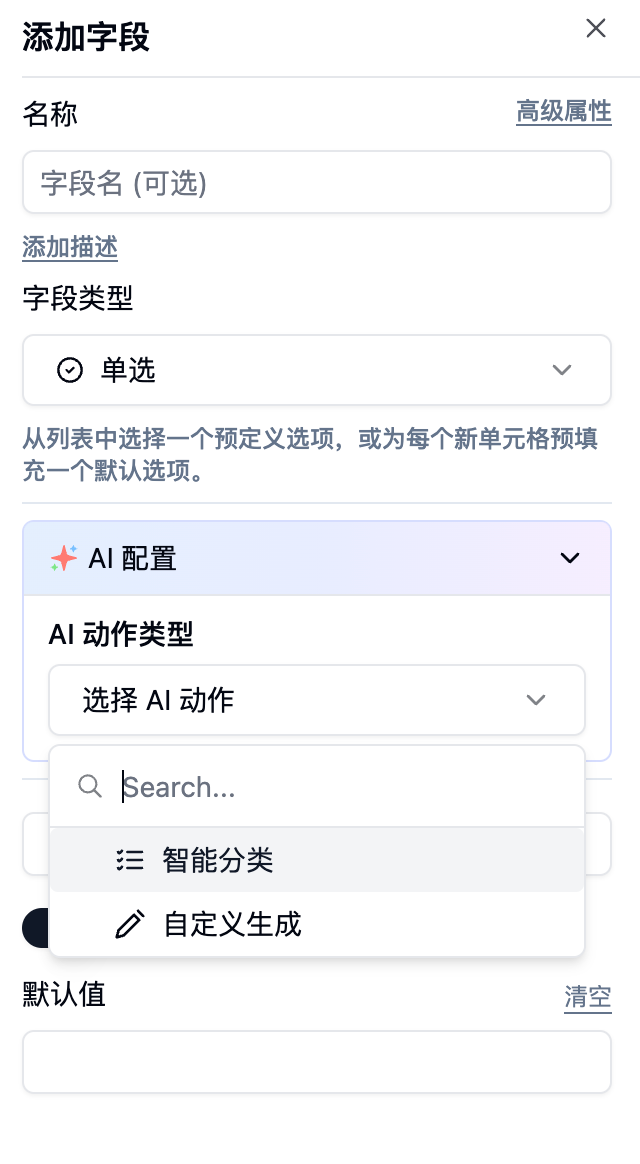 添加字段
名称
高级属性
字段名 (可选)
添加描述
字段类型
单选
从列表中选择一个预定义选项，或为每个新单元格预填
充一个默认选项。
AI 配置
AI 动作类型
选择 AI 动作
Search...
智能分类
自定义生成
默认值
清空